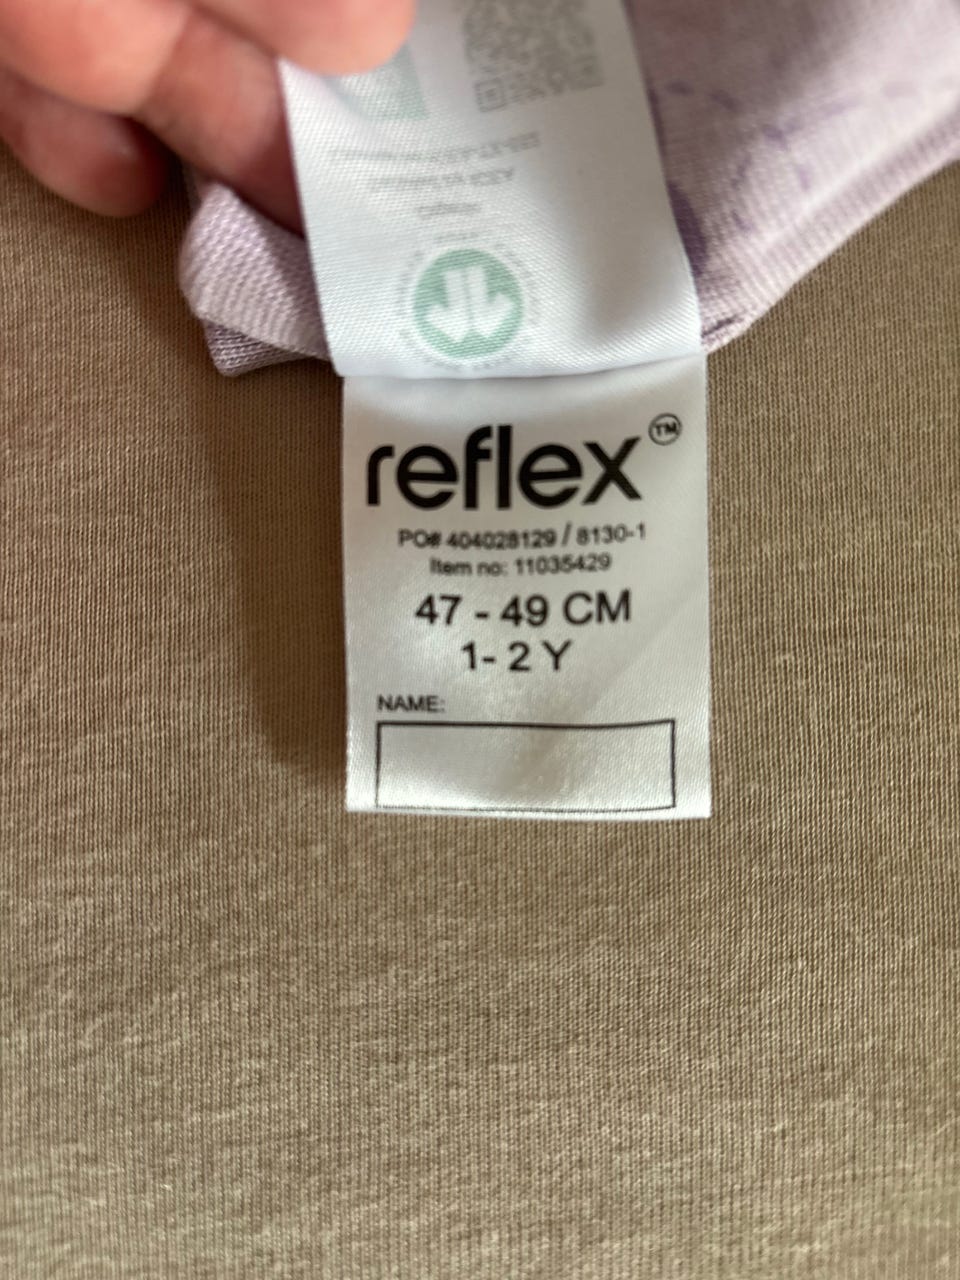 reflex™
PO# 404028129 / 8130-1
Item no: 11035429
47 - 49 CM
1- 2 Y
NAME: